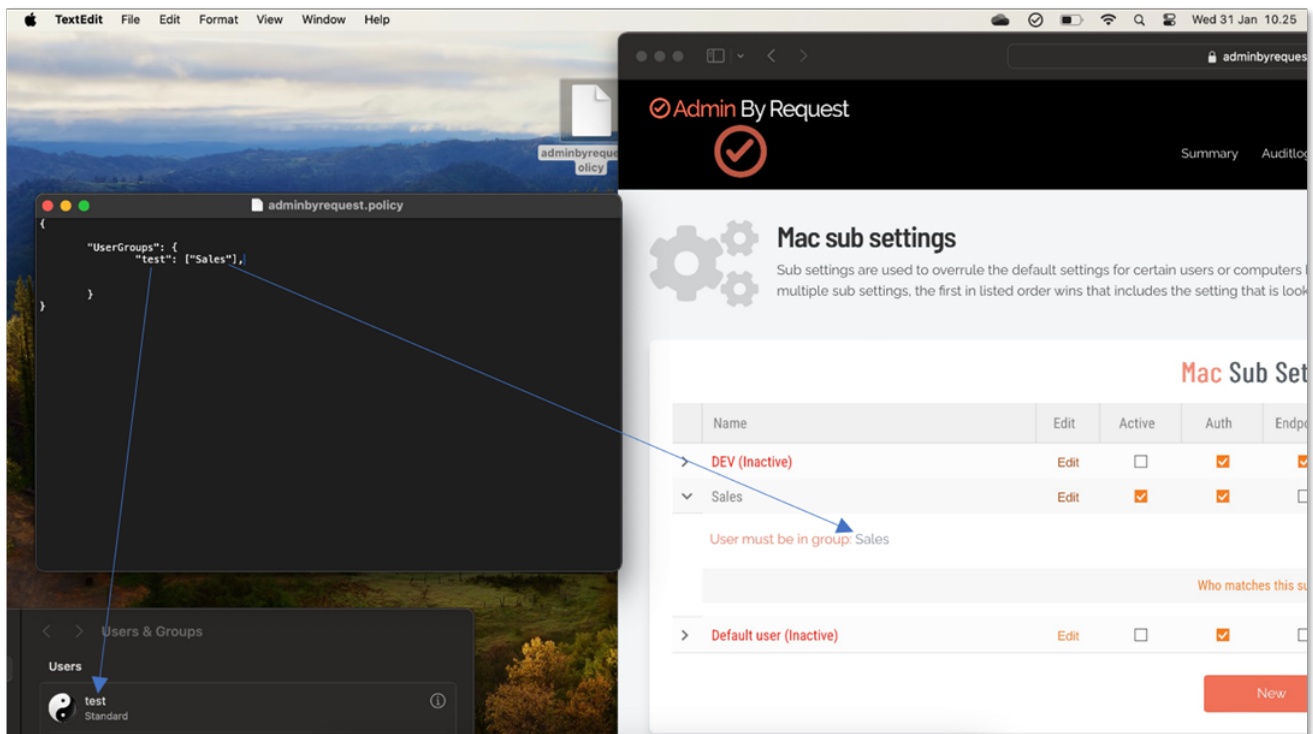 TextEdit File Edit Format View Window Help
Wed 31 Jan 10.25
adminbyreques
Admin By Request
Summary Auditlog
adminbyreque
olicy
adminbyrequest.policy
{
"UserGroups": {
"test": ["Sales"],
}
}
Mac sub settings
Sub settings are used to overrule the default settings for certain users or computers
multiple sub settings, the first in listed order wins that includes the setting that is look
Mac Sub Set
Name Edit Active Auth Endpo
DEV (Inactive) Edit
Sales Edit
User must be in group: Sales
Who matches this su
Default user (Inactive) Edit
New
Users & Groups
Users
test
Standard